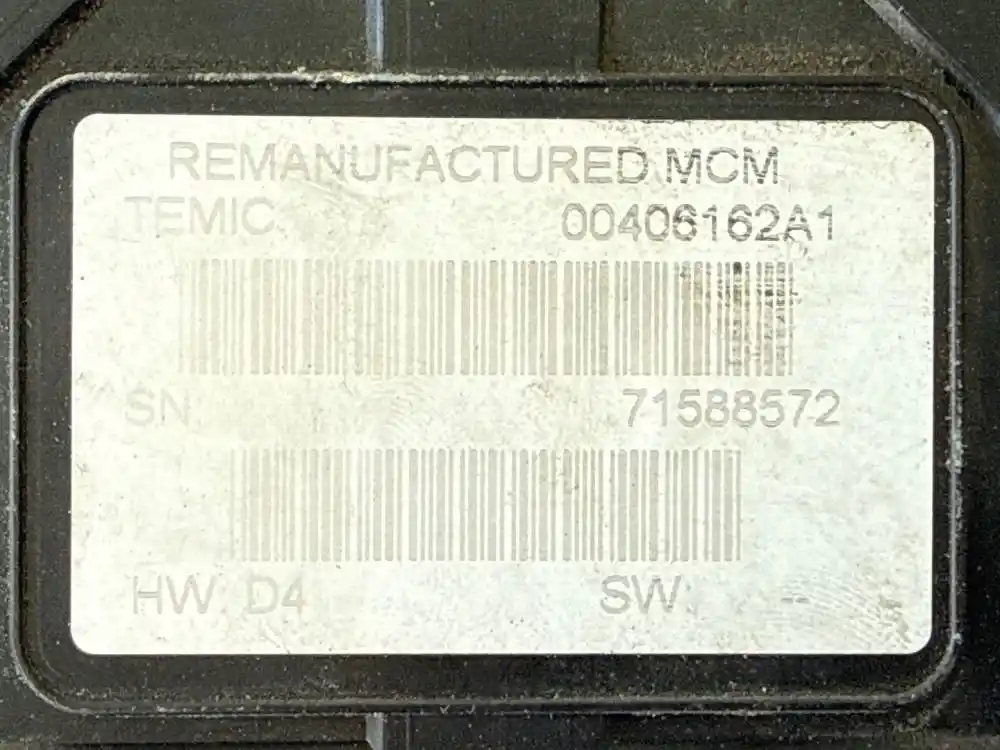 REMANUFACTURED MCM
TEMIC 00406162A1
SN 71588572
HW: D4 SW: --